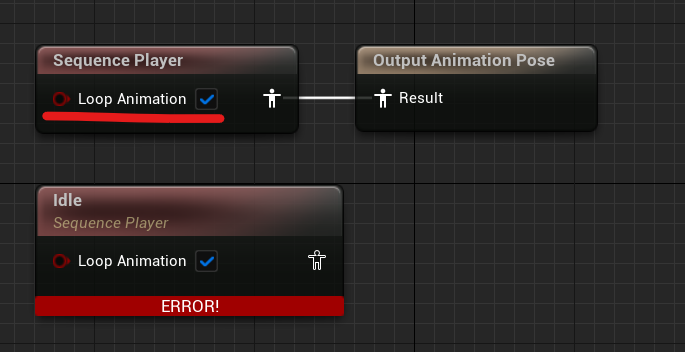 Sequence Player
Output Animation Pose
Loop Animation
Result
Idle
Sequence Player
Loop Animation
ERROR!